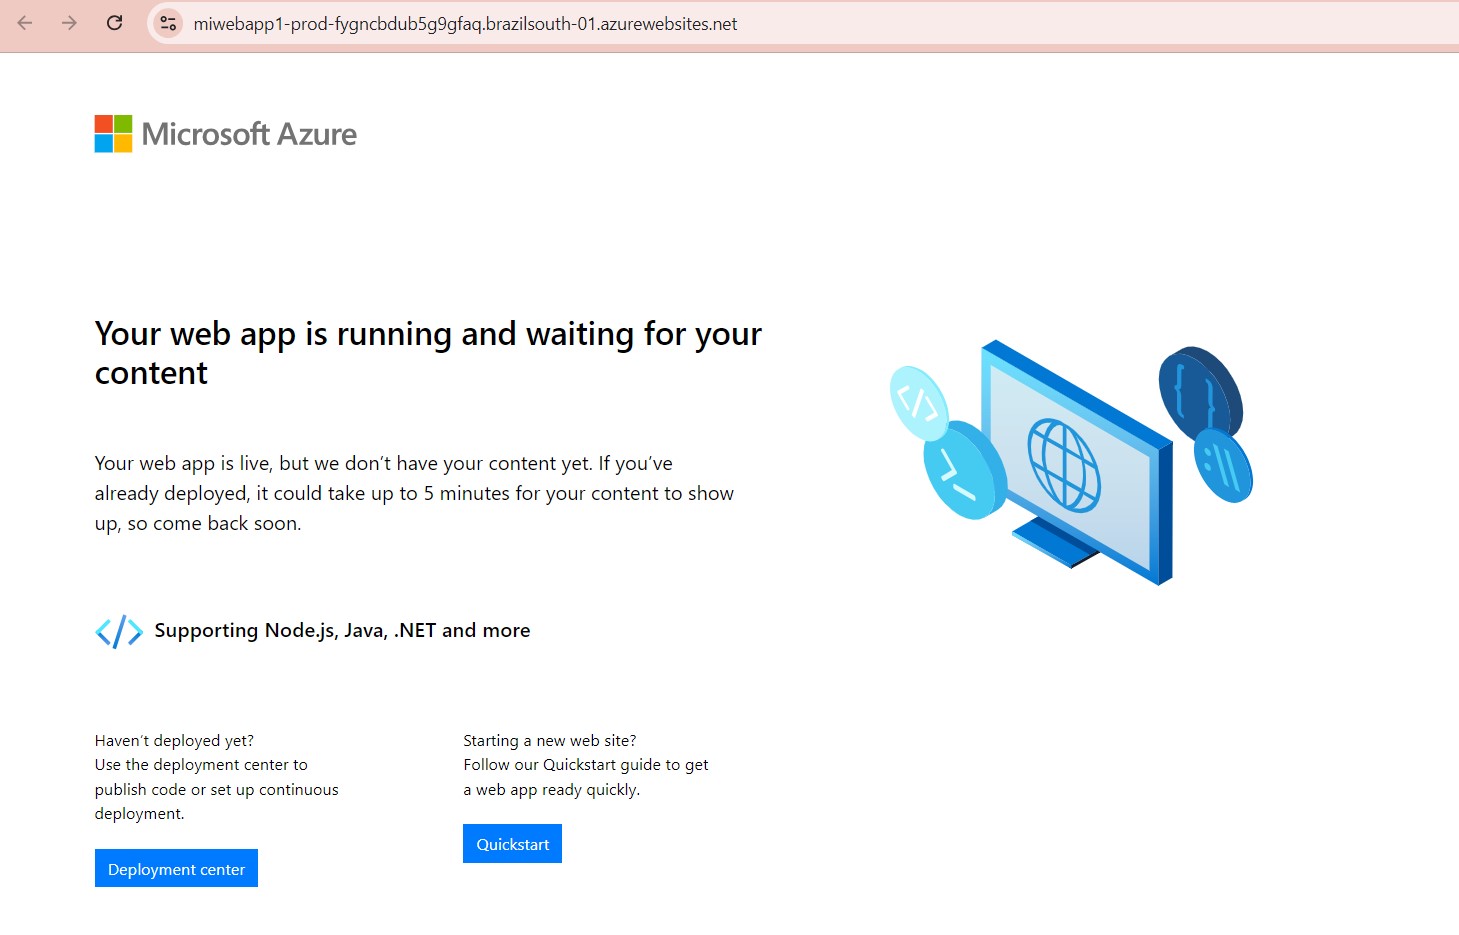 miwebapp1-prod-fygncbdub5g9gfaq.brazilsouth-01.azurewebsites.net
Microsoft Azure
Your web app is running and waiting for your
content
Your web app is live, but we don’t have your content yet. If you’ve
already deployed, it could take up to 5 minutes for your content to show
up, so come back soon.
</> Supporting Node.js, Java, .NET and more
Haven’t deployed yet?
Use the deployment center to
publish code or set up continuous
deployment.
Deployment center
Starting a new web site?
Follow our Quickstart guide to get
a web app ready quickly.
Quickstart